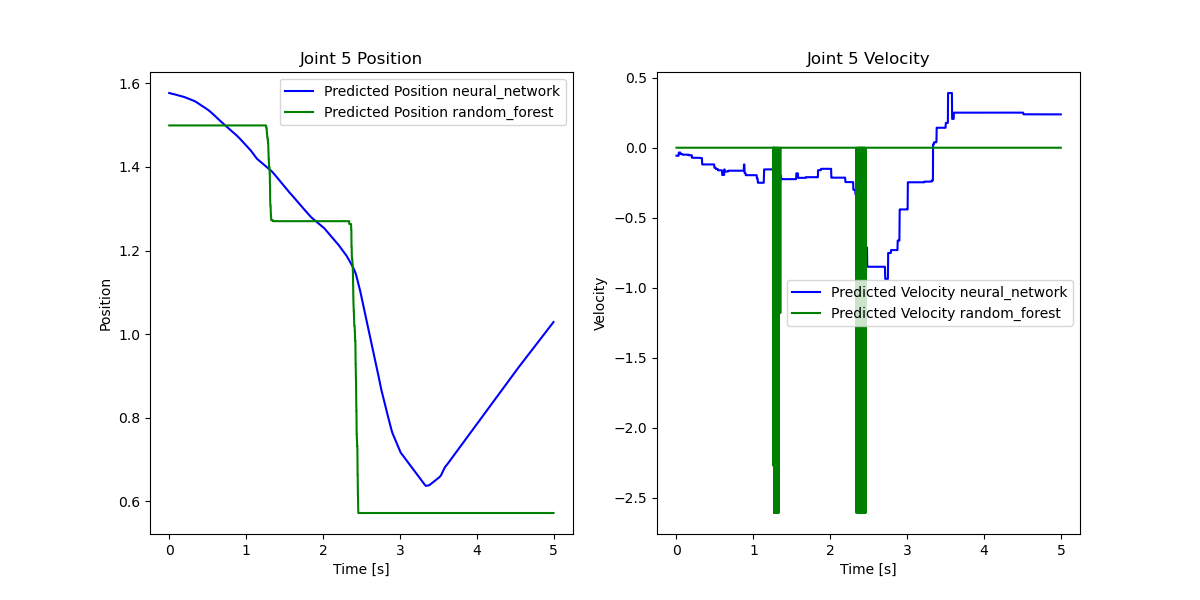 Joint 5 Position
Predicted Position neural_network
Predicted Position random_forest
1.6
1.4
1.2
1.0
0.8
0.6
Position
0
1
2
3
4
5
Time [s]
Joint 5 Velocity
Predicted Velocity neural_network
Predicted Velocity random_forest
0.5
0.0
−0.5
−1.0
−1.5
−2.0
−2.5
Velocity
0
1
2
3
4
5
Time [s]